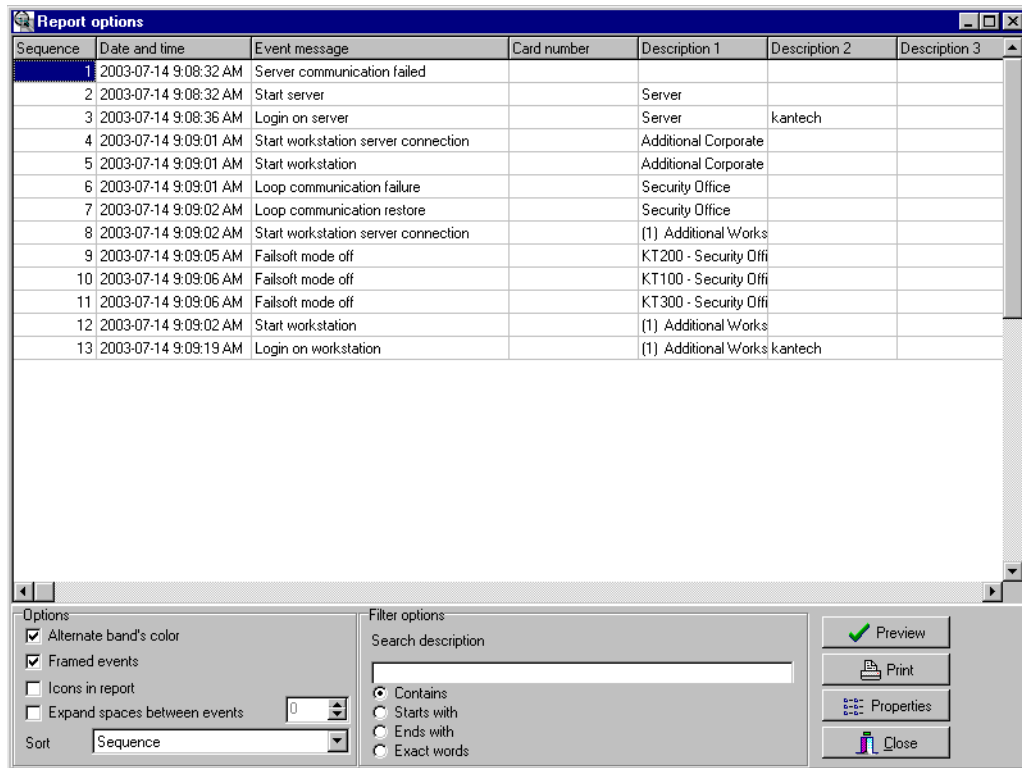 Report options
Sequence Date and time Event message Card number Description 1 Description 2 Description 3
1 2003-07-14 9:08:32 AM Server communication failed
2 2003-07-14 9:08:32 AM Start server Server
3 2003-07-14 9:08:36 AM Login on server Server kantech
4 2003-07-14 9:09:01 AM Start workstation server connection Additional Corporate
5 2003-07-14 9:09:01 AM Start workstation Additional Corporate
6 2003-07-14 9:09:01 AM Loop communication failure Security Office
7 2003-07-14 9:09:02 AM Loop communication restore Security Office
8 2003-07-14 9:09:02 AM Start workstation server connection (1) Additional Works
9 2003-07-14 9:09:05 AM Failsoft mode off KT200 - Security Offi
10 2003-07-14 9:09:06 AM Failsoft mode off KT100 - Security Offi
11 2003-07-14 9:09:06 AM Failsoft mode off KT300 - Security Offi
12 2003-07-14 9:09:02 AM Start workstation (1) Additional Works
13 2003-07-14 9:09:19 AM Login on workstation (1) Additional Works kantech
Options
Alternate band's color
Framed events
Icons in report
Expand spaces between events 0
Sort Sequence
Filter options
Search description
Contains
Starts with
Ends with
Exact words
Preview
Print
Properties
Close